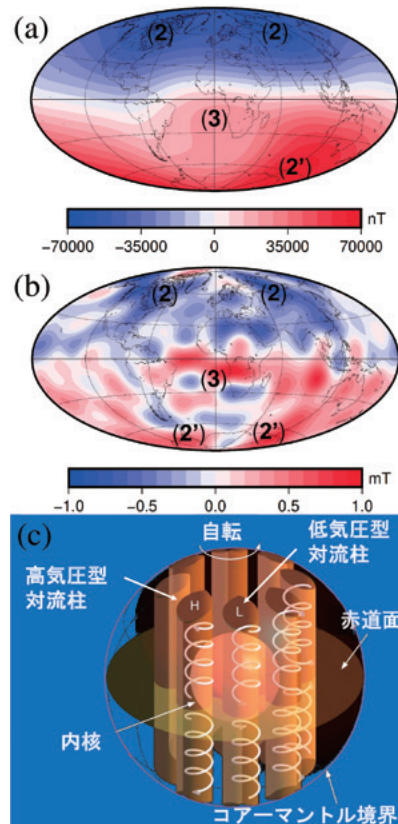 (a)
(2) (2)
(3)
(2')
nT
−70000 −35000 0 35000 70000
(b)
(2) (2)
(3)
(2') (2')
mT
−1.0 −0.5 0.0 0.5 1.0
(c)
自転
低気圧型
対流柱
高気圧型
対流柱
H
L
赤道面
内核
コアーマントル境界